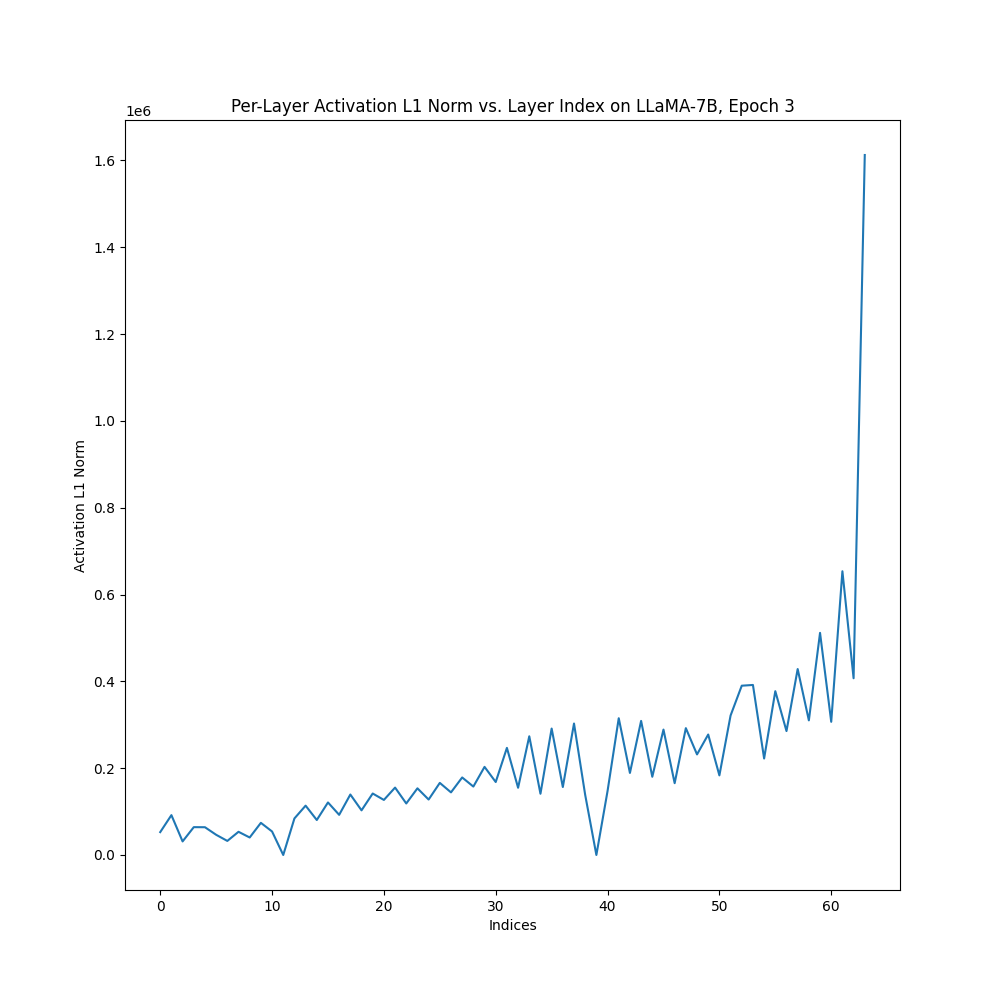 Per-Layer Activation L1 Norm vs. Layer Index on LLaMA-7B, Epoch 3
1e6
1.6
1.4
1.2
1.0
0.8
0.6
0.4
0.2
0.0
Activation L1 Norm
0 10 20 30 40 50 60
Indices